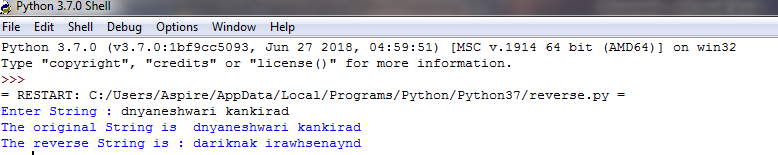 Python 3.7.0 Shell
File Edit Shell Debug Options Window Help
Python 3.7.0 (v3.7.0:1bf9cc5093, Jun 27 2018, 04:59:51) [MSC v.1914 64 bit (AMD64)] on win32
Type "copyright", "credits" or "license()" for more information.
>>>
= RESTART: C:/Users/Aspire/AppData/Local/Programs/Python/Python37/reverse.py =
Enter String : dnyaneshwari kankirad
The original String is  dnyaneshwari kankirad
The reverse String is : dariknak irawhsenaynd